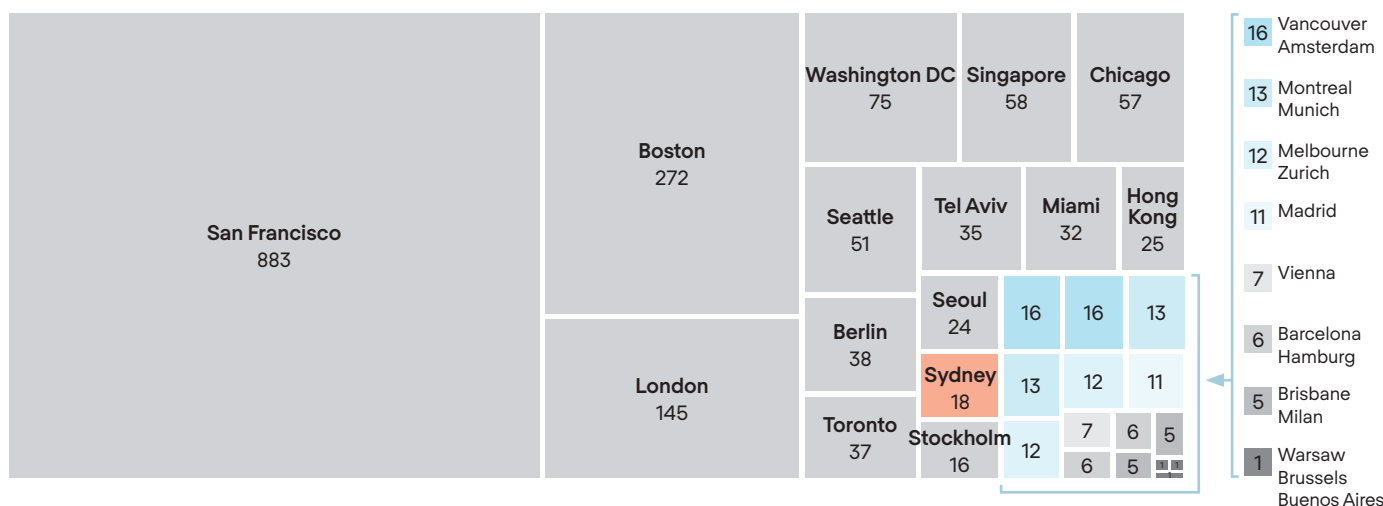 San Francisco
883
Boston
272
London
145
Washington DC
75
Singapore
58
Chicago
57
Seattle
51
Tel Aviv
35
Miami
32
Hong
Kong
25
Berlin
38
Toronto
37
Seoul
24
Sydney
18
Stockholm
16
16
16
13
13
12
11
12
7
6
5
6
5
1
1
1
16
Vancouver
Amsterdam
13
Montreal
Munich
12
Melbourne
Zurich
11
Madrid
7
Vienna
6
Barcelona
Hamburg
5
Brisbane
Milan
1
Warsaw
Brussels
Buenos Aires